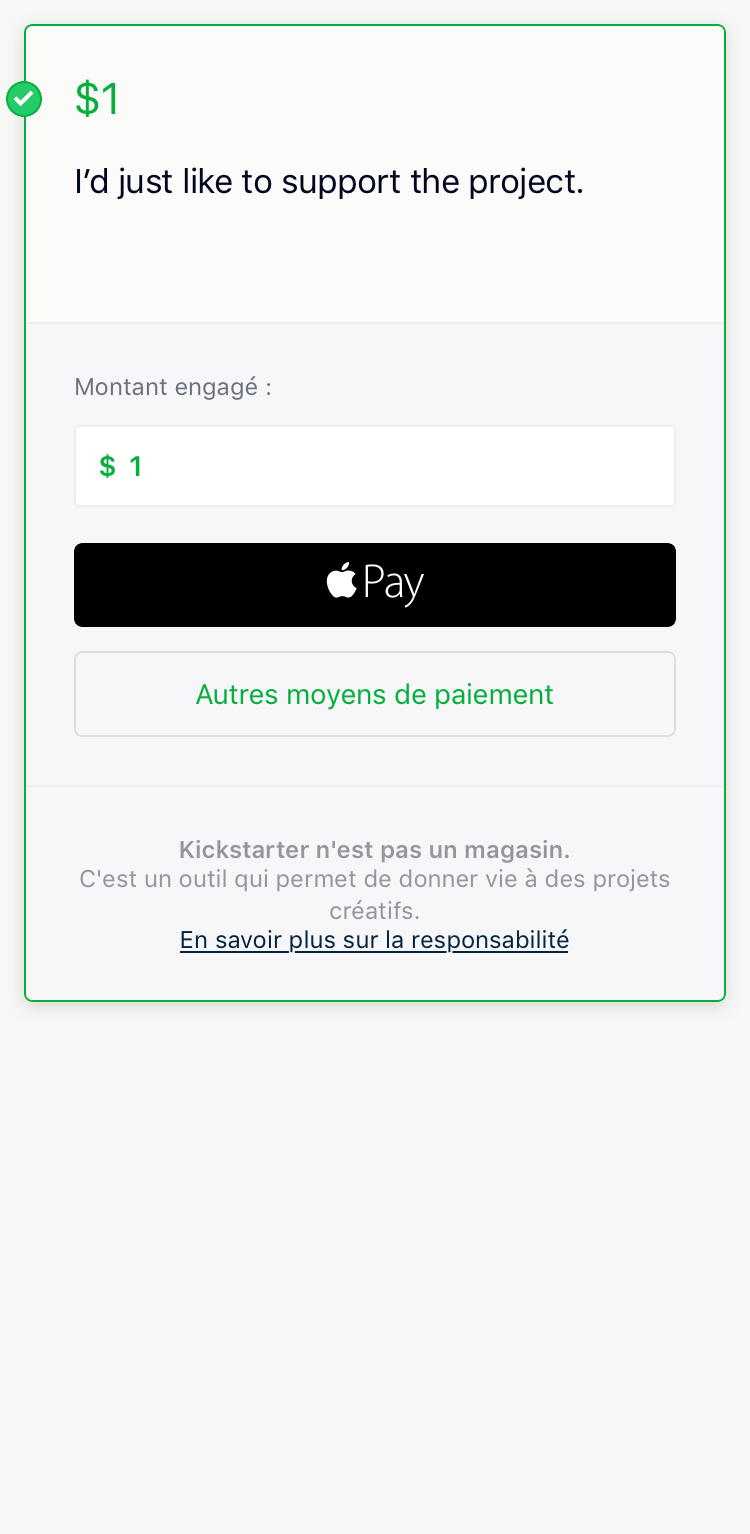 $1
I’d just like to support the project.
Montant engagé :
$ 1
Pay
Autres moyens de paiement
Kickstarter n'est pas un magasin.
C'est un outil qui permet de donner vie à des projets
créatifs.
En savoir plus sur la responsabilité